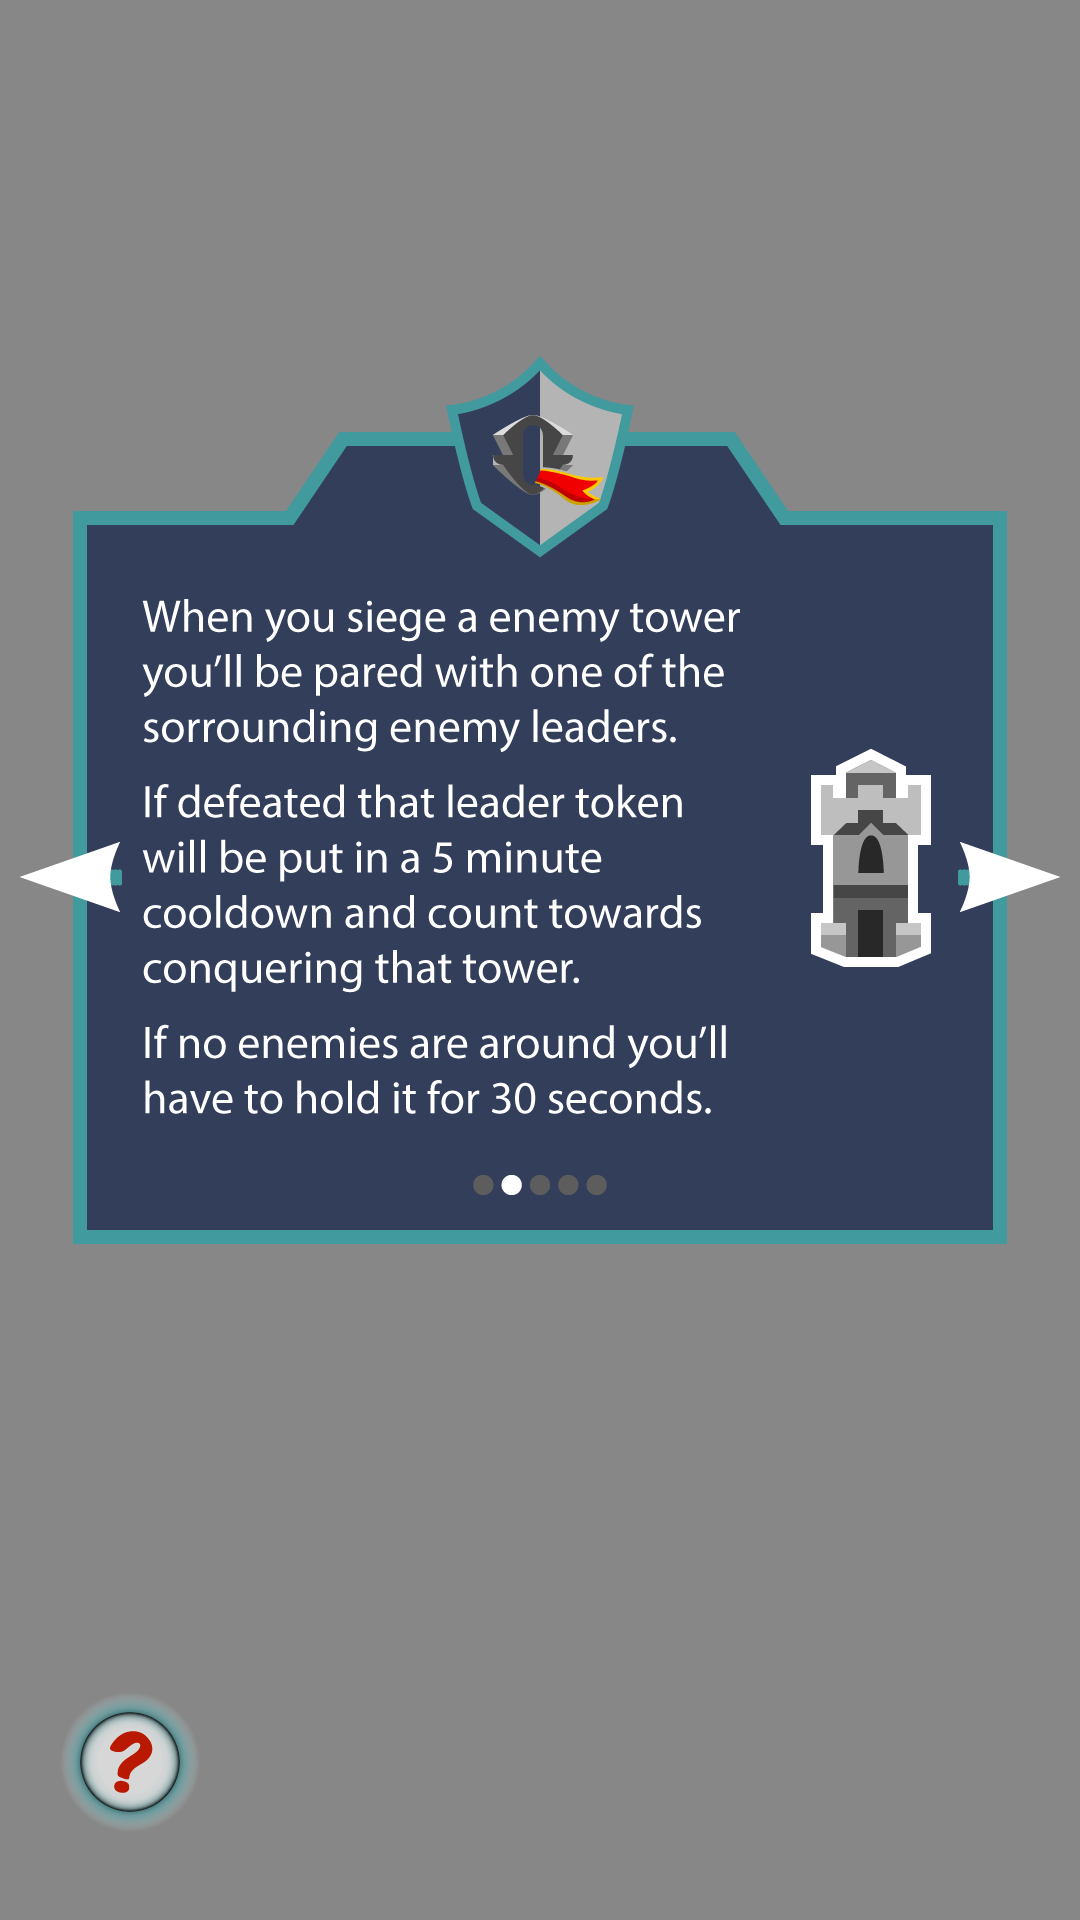 When you siege a enemy tower
you’ll be pared with one of the
sorrounding enemy leaders.
If defeated that leader token
will be put in a 5 minute
cooldown and count towards
conquering that tower.
If no enemies are around you’ll
have to hold it for 30 seconds.
?